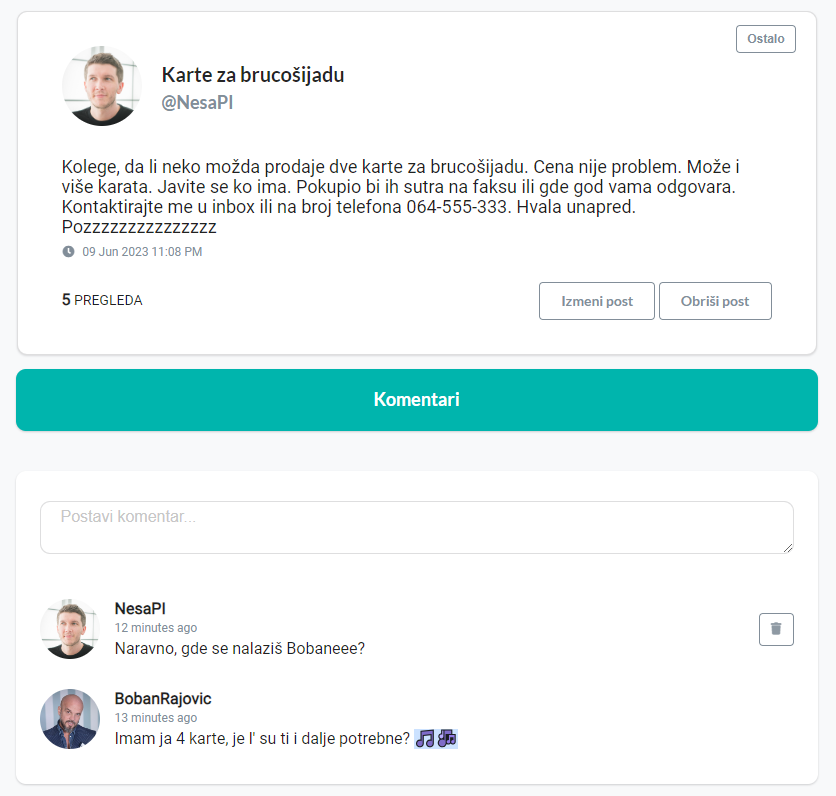 Ostalo
Karte za brucošijadu
@NesaPI
Kolege, da li neko možda prodaje dve karte za brucošijadu. Cena nije problem. Može i
više karata. Javite se ko ima. Pokupio bi ih sutra na faksu ili gde god vama odgovara.
Kontaktirajte me u inbox ili na broj telefona 064-555-333. Hvala unapred.
Pozzzzzzzzzzzzzzz
09 Jun 2023 11:08 PM
5 PREGLEDA
Izmeni post
Obriši post
Komentari
Postavi komentar...
NesaPI
12 minutes ago
Naravno, gde se nalaziš Bobaneee?
BobanRajovic
13 minutes ago
Imam ja 4 karte, je l' su ti i dalje potrebne? 🎵🎶